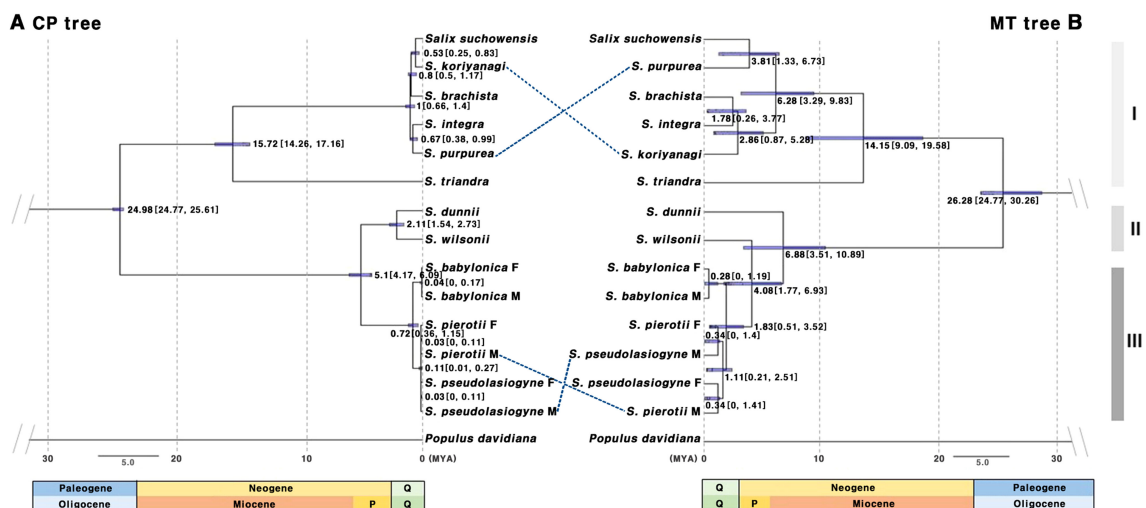 A CP tree
MT tree B
Salix suchowensis
0.53 [0.25, 0.83]
S. koriyanagi
0.8 [0.5, 1.17]
S. brachista
1[0.66, 1.4]
S. integra
0.67 [0.38, 0.99]
S. purpurea
15.72 [14.26, 17.16]
S. triandra
24.98 [24.77, 25.61]
S. dunnii
2.11 [1.54, 2.73]
S. wilsonii
S. babylonica F
5.1[4.17, 6.09]
0.04[0, 0.17]
S. babylonica M
S. pierotii F
0.72[0.36, 1.15]
0.03 [0, 0.11]
S. pierotii M
0.11[0.01, 0.27]
S. pseudolasiogyne F
0.03 [0, 0.11]
S. pseudolasiogyne M
Populus davidiana
30
20
10
0
(MYA)
5.0
Paleogene
Neogene
Q
Oligocene
Miocene
P
Q
Salix suchowensis
3.81[1.33, 6.73]
S. purpurea
S. brachista
6.28 [3.29, 9.83]
1.78[0.26, 3.77]
S. integra
2.86[0.87, 5.28]
14.15 [9.09, 19.58]
S. koriyanagi
S. triandra
26.28 [24.77, 30.26]
S. dunnii
S. wilsonii
6.88[3.51, 10.89]
S. babylonica F
0.28[0, 1.19]
4.08[1.77, 6.93]
S. babylonica M
S. pierotii F
1.83[0.51, 3.52]
0.34[0, 1.4]
S. pseudolasiogyne M
1.11[0.21, 2.51]
S. pseudolasiogyne F
0.34[0, 1.41]
S. pierotii M
Populus davidiana
(MYA)
0
10
20
30
5.0
Q
Neogene
Paleogene
Q
P
Miocene
Oligocene
I
II
III